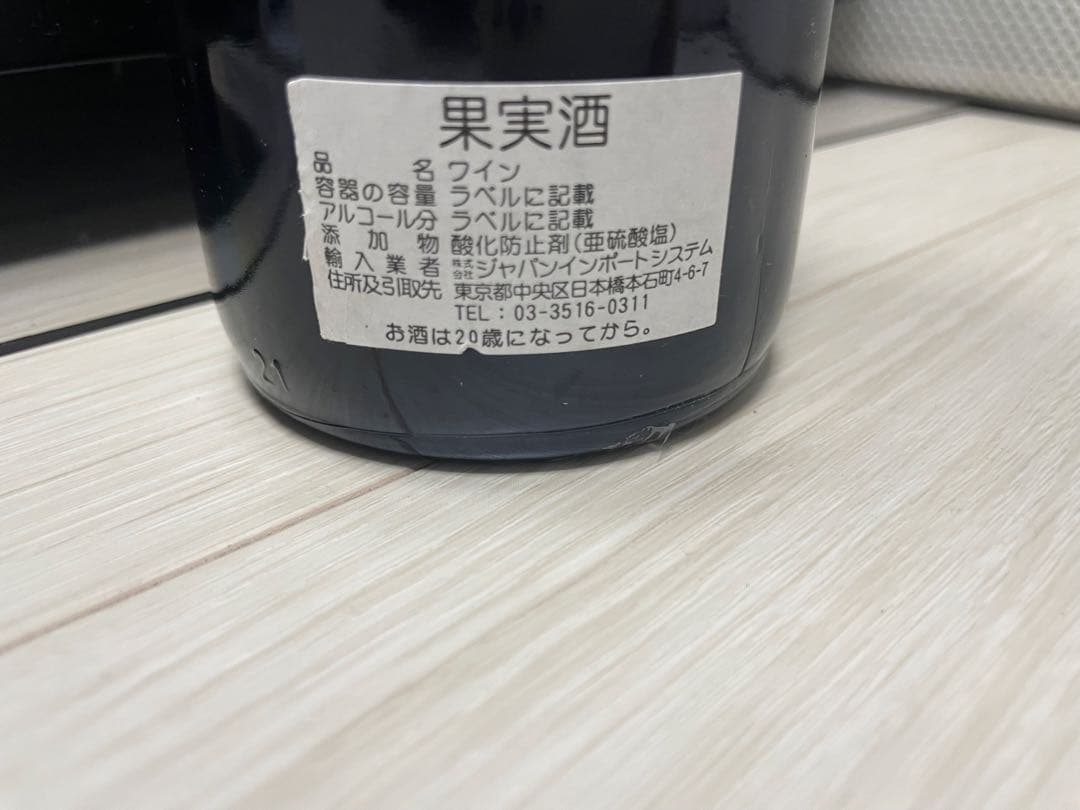 果実酒
品名 ワイン
容器の容量 ラベルに記載
アルコール分 ラベルに記載
添加物 酸化防止剤(亜硫酸塩)
輸入業者 株式会社ジャパンインポートシステム
住所及引取先 東京都中央区日本橋本石町4-6-7
TEL：03-3516-0311
お酒は20歳になってから。
21